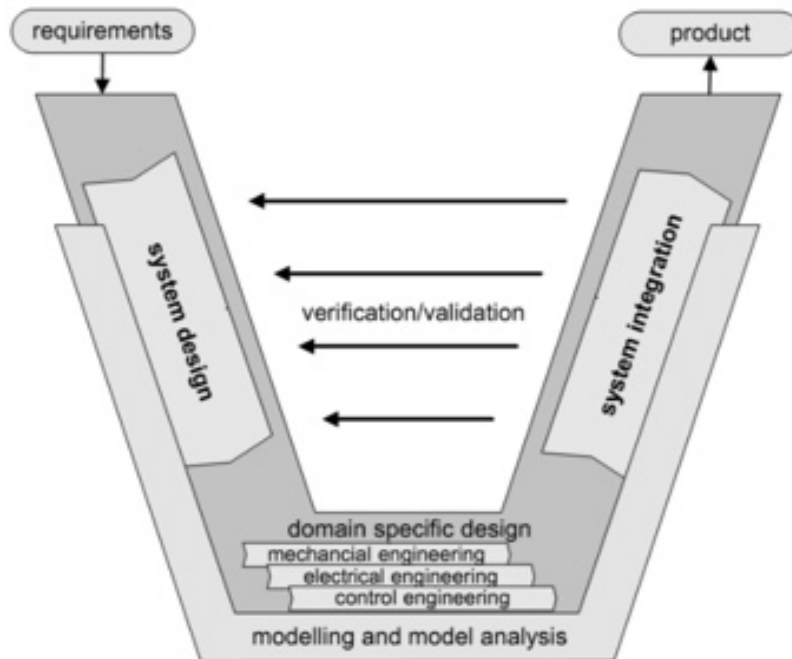 requirements
product
system design
system integration
verification/validation
domain specific design
mechancial engineering
electrical engineering
control engineering
modelling and model analysis